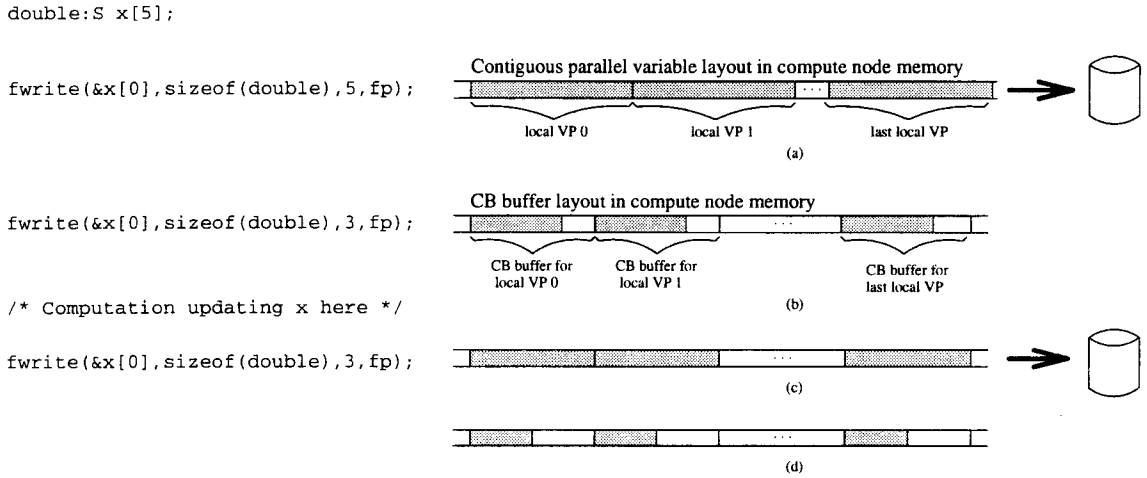 double:S x[5];
Contiguous parallel variable layout in compute node memory
fwrite(&x[0],sizeof(double),5,fp);
...
local VP 0 local VP 1 last local VP
(a)
CB buffer layout in compute node memory
fwrite(&x[0],sizeof(double),3,fp);
...
CB buffer for local VP 0
CB buffer for local VP 1
CB buffer for last local VP
(b)
/* Computation updating x here */
fwrite(&x[0],sizeof(double),3,fp);
...
(c)
...
(d)